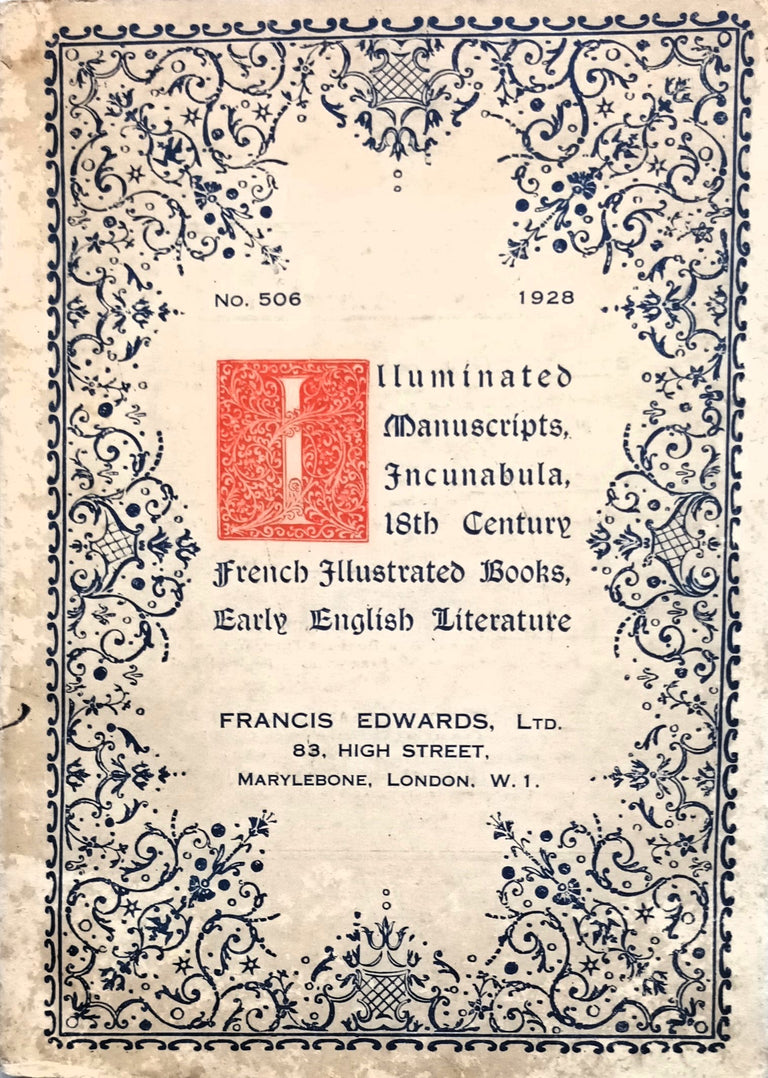 No. 506 1928
Illuminated
Manuscripts,
Incunabula,
18th Century
French Illustrated Books,
Early English Literature
FRANCIS EDWARDS, LTD.
83, HIGH STREET,
MARYLEBONE, LONDON. W. 1.